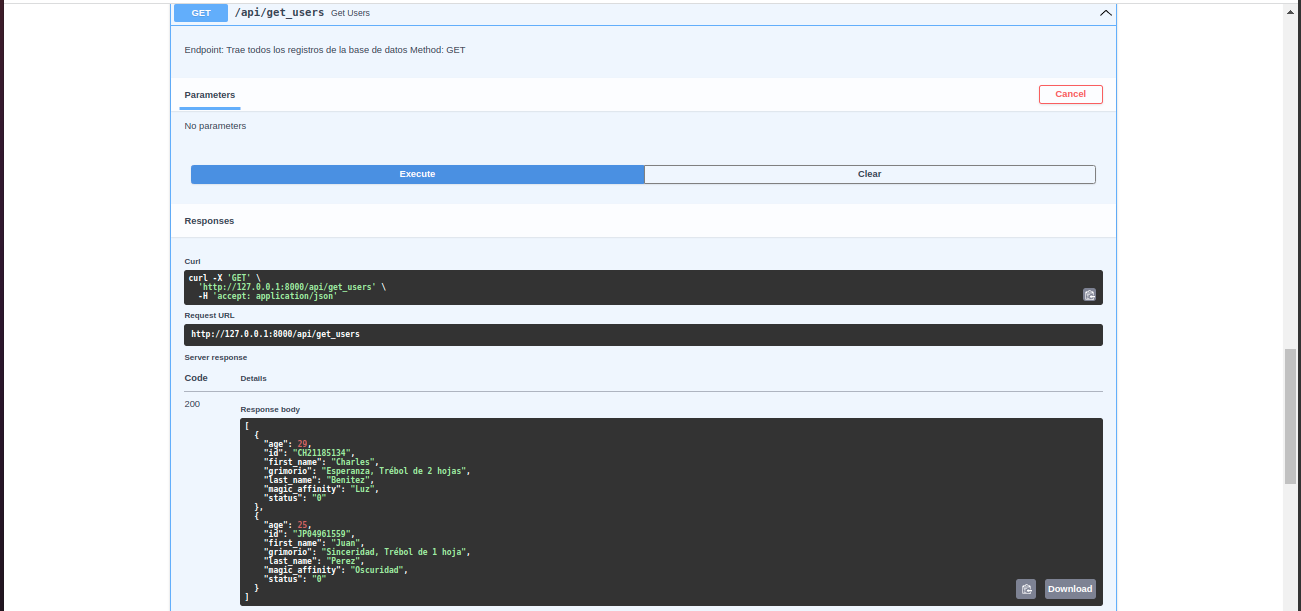 GET /api/get_users Get Users
Endpoint: Trae todos los registros de la base de datos Method: GET
Parameters
Cancel
No parameters
Execute
Clear
Responses
Curl
curl -X 'GET' \
'http://127.0.0.1:8000/api/get_users' \
-H 'accept: application/json'
Request URL
http://127.0.0.1:8000/api/get_users
Server response
Code Details
200
Response body
[
{
"age": 29,
"id": "CH21185134",
"first_name": "Charles",
"grimorio": "Esperanza, Trébol de 2 hojas",
"last_name": "Benitez",
"magic_affinity": "Luz",
"status": "0"
},
{
"age": 25,
"id": "JP04961559",
"first_name": "Juan",
"grimorio": "Sinceridad, Trébol de 1 hoja",
"last_name": "Perez",
"magic_affinity": "Oscuridad",
"status": "0"
}
]
Download